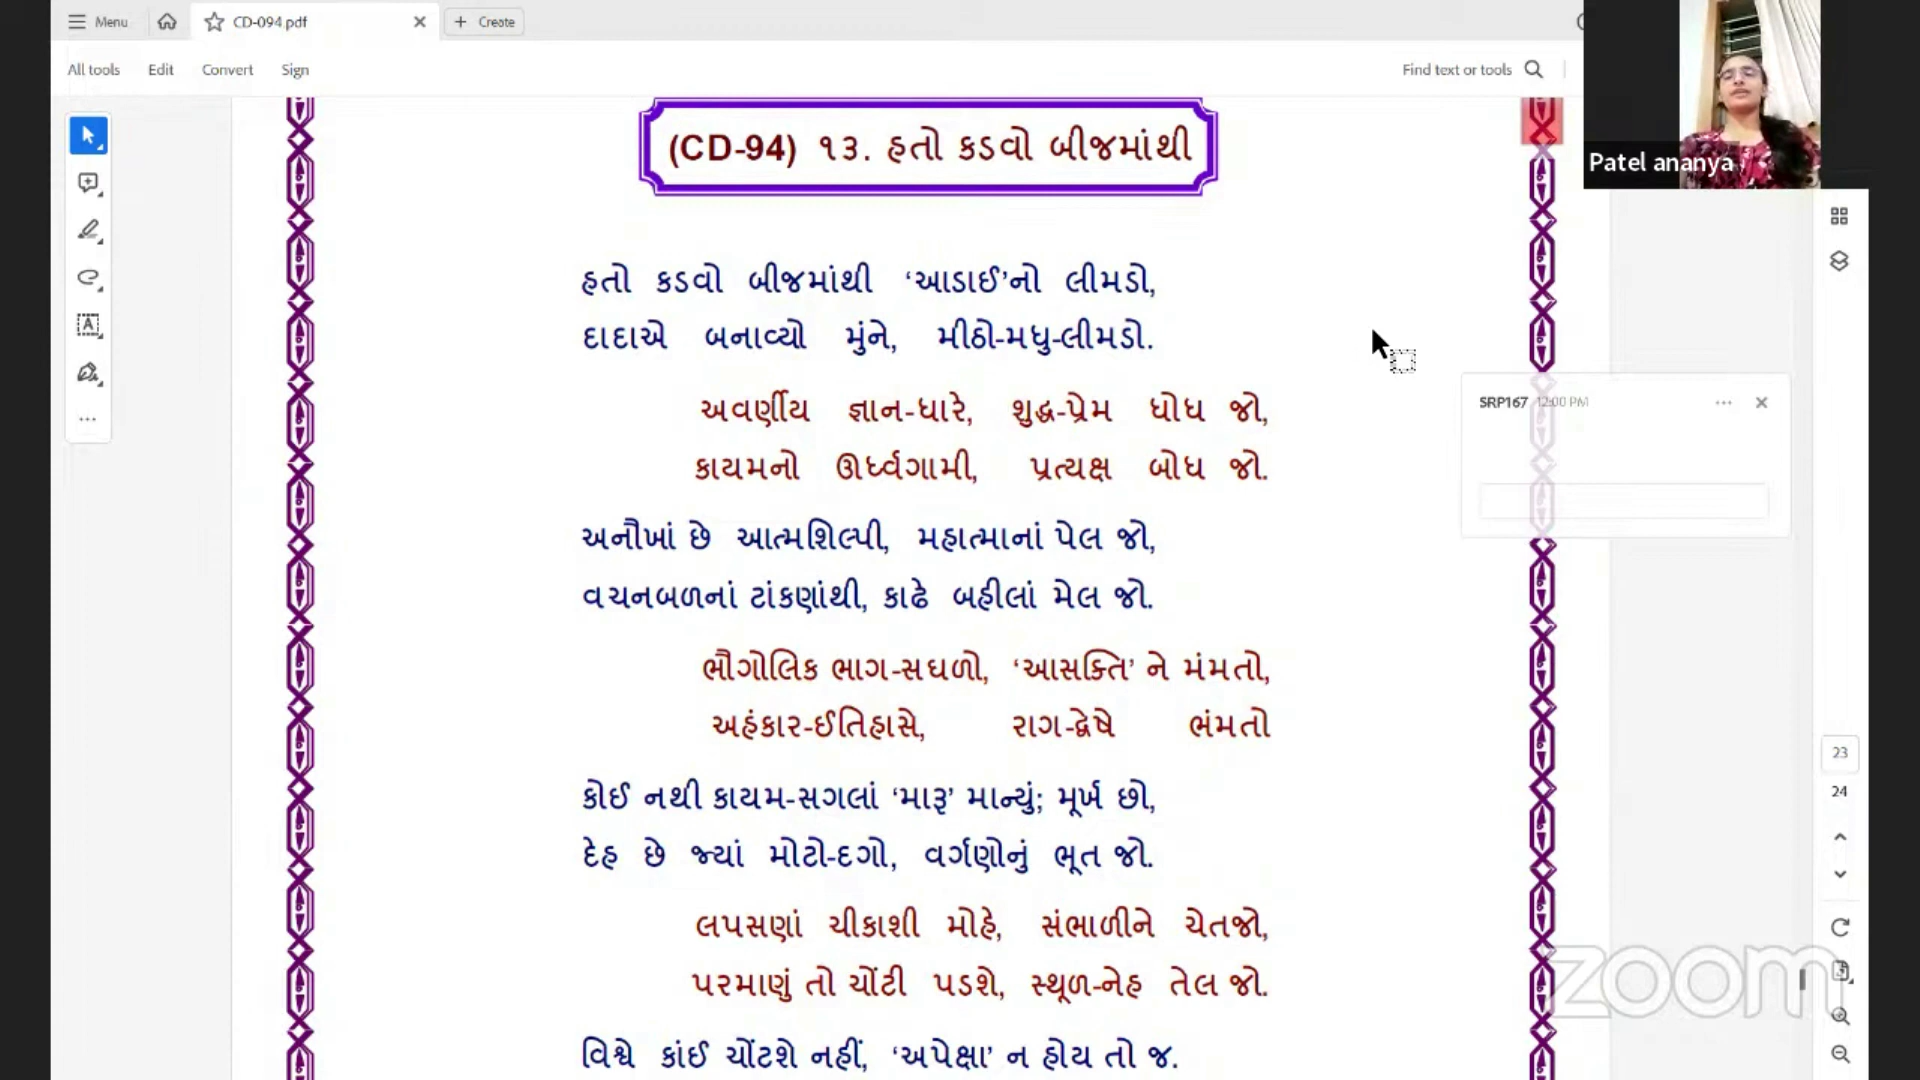 Menu
CD-094 pdf
Create
All tools
Edit
Convert
Sign
Find text or tools
Patel ananya
(CD-94) ૧૩. હતો કડવો બીજમાંથી
હતો કડવો બીજમાંથી ‘આડાઈ’નો લીમડો,
દાદાએ બનાવ્યો મુંને, મીઠો-મધુ-લીમડો.
અવર્ણીય જ્ઞાન-ધારે, શુદ્ધ-પ્રેમ ધોધ જો,
કાયમનો ઊર્ધ્વગામી, પ્રત્યક્ષ બોધ જો.
SRP167 12:00 PM
અનૌખાં છે આત્મશિલ્પી, મહાત્માનાં પેલ જો,
વચનબળનાં ટાંકણાંથી, કાઢે બહીલાં મેલ જો.
ભૌગોલિક ભાગ-સઘળો, ‘આસક્તિ’ ને મંમતો,
અહંકાર-ઈતિહાસે, રાગ-દ્વેષે ભંમતો
કોઈ નથી કાયમ-સગલાં ‘મારૂ’ માન્યું; મૂર્ખ છો,
દેહ છે જ્યાં મોટો-દગો, વર્ગણોનું ભૂત જો.
લપસણાં ચીકાશી મોહે, સંભાળીને ચેતજો,
પરમાણું તો ચોંટી પડશે, સ્થૂળ-નેહ તેલ જો.
વિશ્વે કાંઈ ચોંટશે નહીં, ‘અપેક્ષા’ ન હોય તો જ.
23
24
zoom